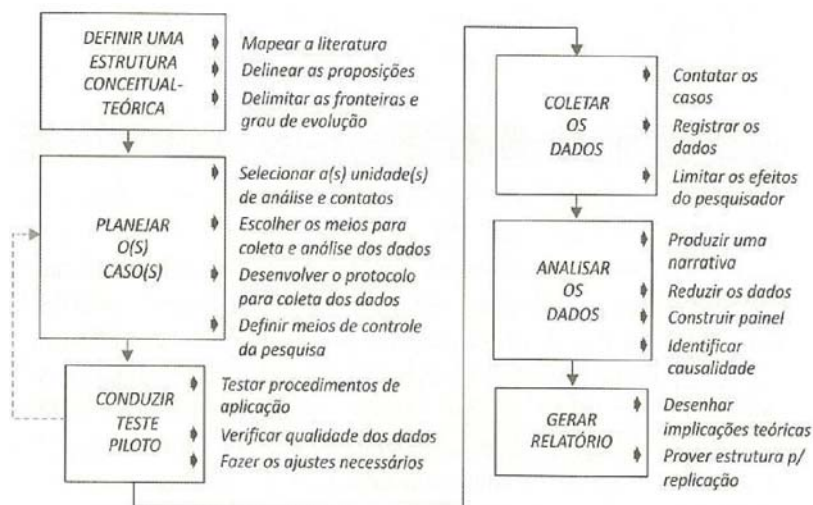 DEFINIR UMA
ESTRUTURA
CONCEITUAL-
TEÓRICA
Mapear a literatura
Delinear as proposições
Delimitar as fronteiras e
grau de evolução
PLANEJAR
O(S)
CASO(S)
Selecionar a(s) unidade(s)
de análise e contatos
Escolher os meios para
coleta e análise dos dados
Desenvolver o protocolo
para coleta dos dados
Definir meios de controle
da pesquisa
CONDUZIR
TESTE
PILOTO
Testar procedimentos de
aplicação
Verificar qualidade dos dados
Fazer os ajustes necessários
COLETAR
OS
DADOS
Contatar os
casos
Registrar os
dados
Limitar os efeitos
do pesquisador
ANALISAR
OS
DADOS
Produzir uma
narrativa
Reduzir os dados
Construir painel
Identificar
causalidade
GERAR
RELATÓRIO
Desenhar
implicações teóricas
Prover estrutura p/
replicação